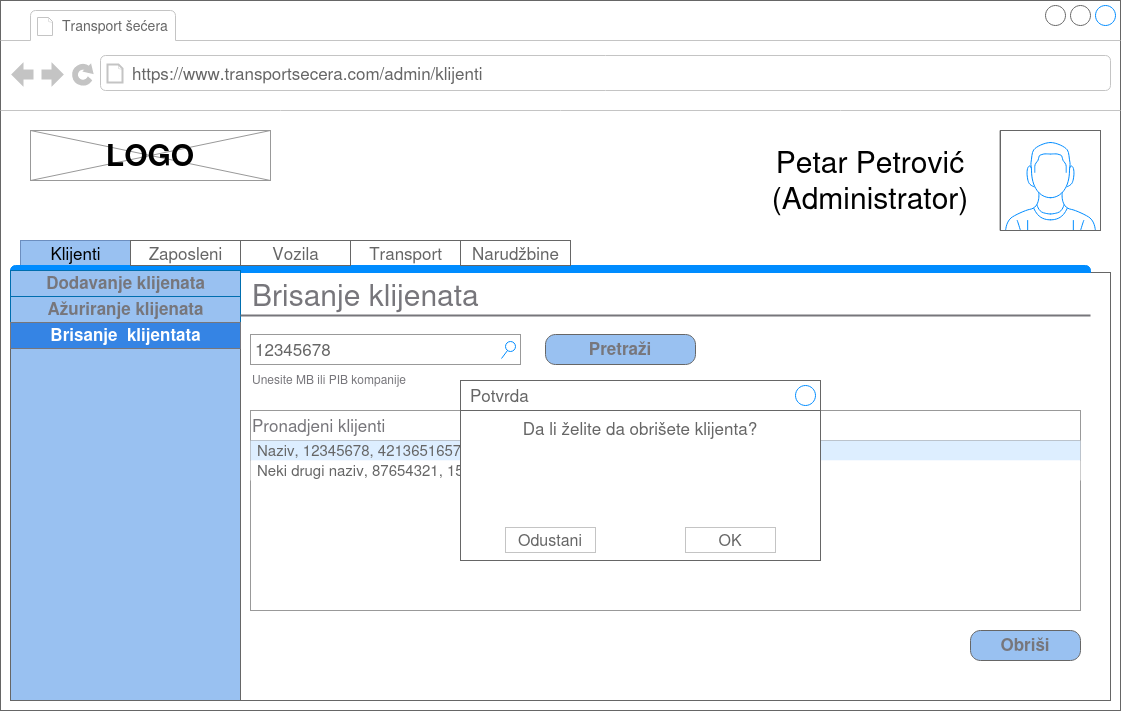 Transport šećera
https://www.transportsecera.com/admin/klijenti
LOGO
Petar Petrović
(Administrator)
Klijenti
Zaposleni
Vozila
Transport
Narudžbine
Dodavanje klijenata
Ažuriranje klijenata
Brisanje klijentata
Brisanje klijenata
12345678
Pretraži
Unesite MB ili PIB kompanije
Pronadjeni klijenti
Naziv, 12345678, 4213651657
Neki drugi naziv, 87654321, 15
Potvrda
Da li želite da obrišete klijenta?
Odustani
OK
Obriši